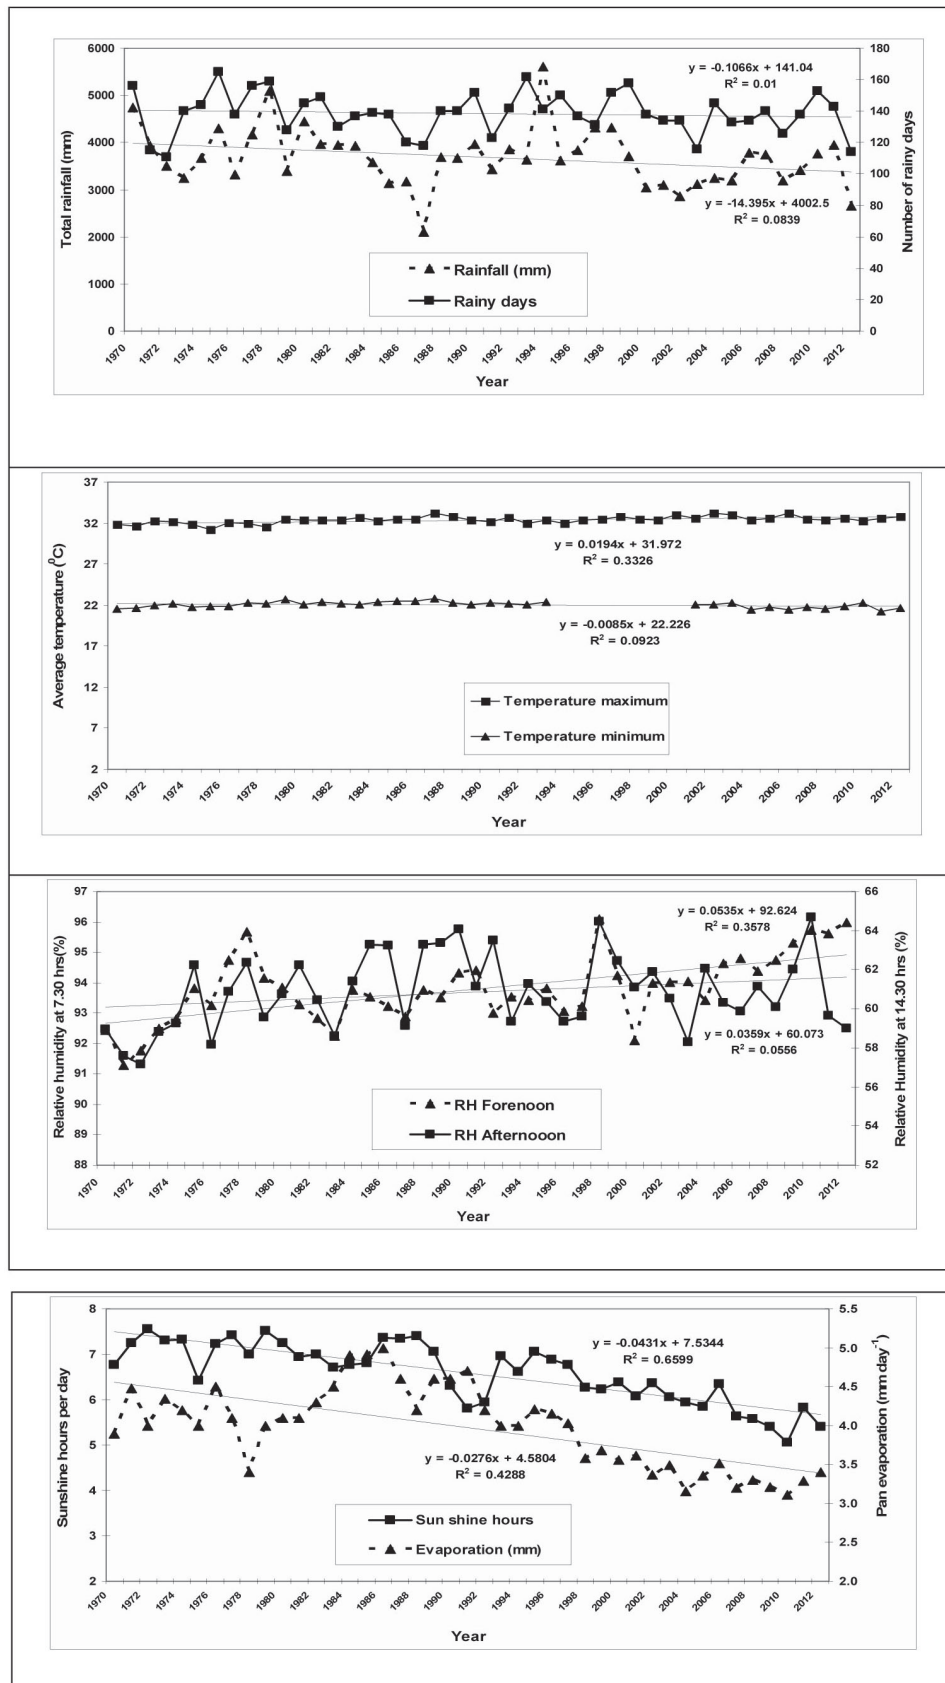 6000
5000
4000
3000
2000
1000
0
Total rainfall (mm)
180
160
140
120
100
80
60
40
20
0
Number of rainy days
y = -0.1066x + 141.04
R² = 0.01
y = -14.395x + 4002.5
R² = 0.0839
Rainfall (mm)
Rainy days
1970 1972 1974 1976 1978 1980 1982 1984 1986 1988 1990 1992 1994 1996 1998 2000 2002 2004 2006 2008 2010 2012
Year
37
32
27
22
17
12
7
2
Average temperature (⁰C)
y = 0.0194x + 31.972
R² = 0.3326
y = -0.0085x + 22.226
R² = 0.0923
Temperature maximum
Temperature minimum
1970 1972 1974 1976 1978 1980 1982 1984 1986 1988 1990 1992 1994 1996 1998 2000 2002 2004 2006 2008 2010 2012
Year
97
96
95
94
93
92
91
90
89
88
Relative humidity at 7.30 hrs(%)
66
64
62
60
58
56
54
52
Relative Humidity at 14.30 hrs (%)
y = 0.0535x + 92.624
R² = 0.3578
y = 0.0359x + 60.073
R² = 0.0556
RH Forenoon
RH Afternooon
1970 1972 1974 1976 1978 1980 1982 1984 1986 1988 1990 1992 1994 1996 1998 2000 2002 2004 2006 2008 2010 2012
Year
8
7
6
5
4
3
2
Sunshine hours per day
5.5
5.0
4.5
4.0
3.5
3.0
2.5
2.0
Pan evaporation (mm day⁻¹)
y = -0.0431x + 7.5344
R² = 0.6599
y = -0.0276x + 4.5804
R² = 0.4288
Sun shine hours
Evaporation (mm)
1970 1972 1974 1976 1978 1980 1982 1984 1986 1988 1990 1992 1994 1996 1998 2000 2002 2004 2006 2008 2010 2012
Year